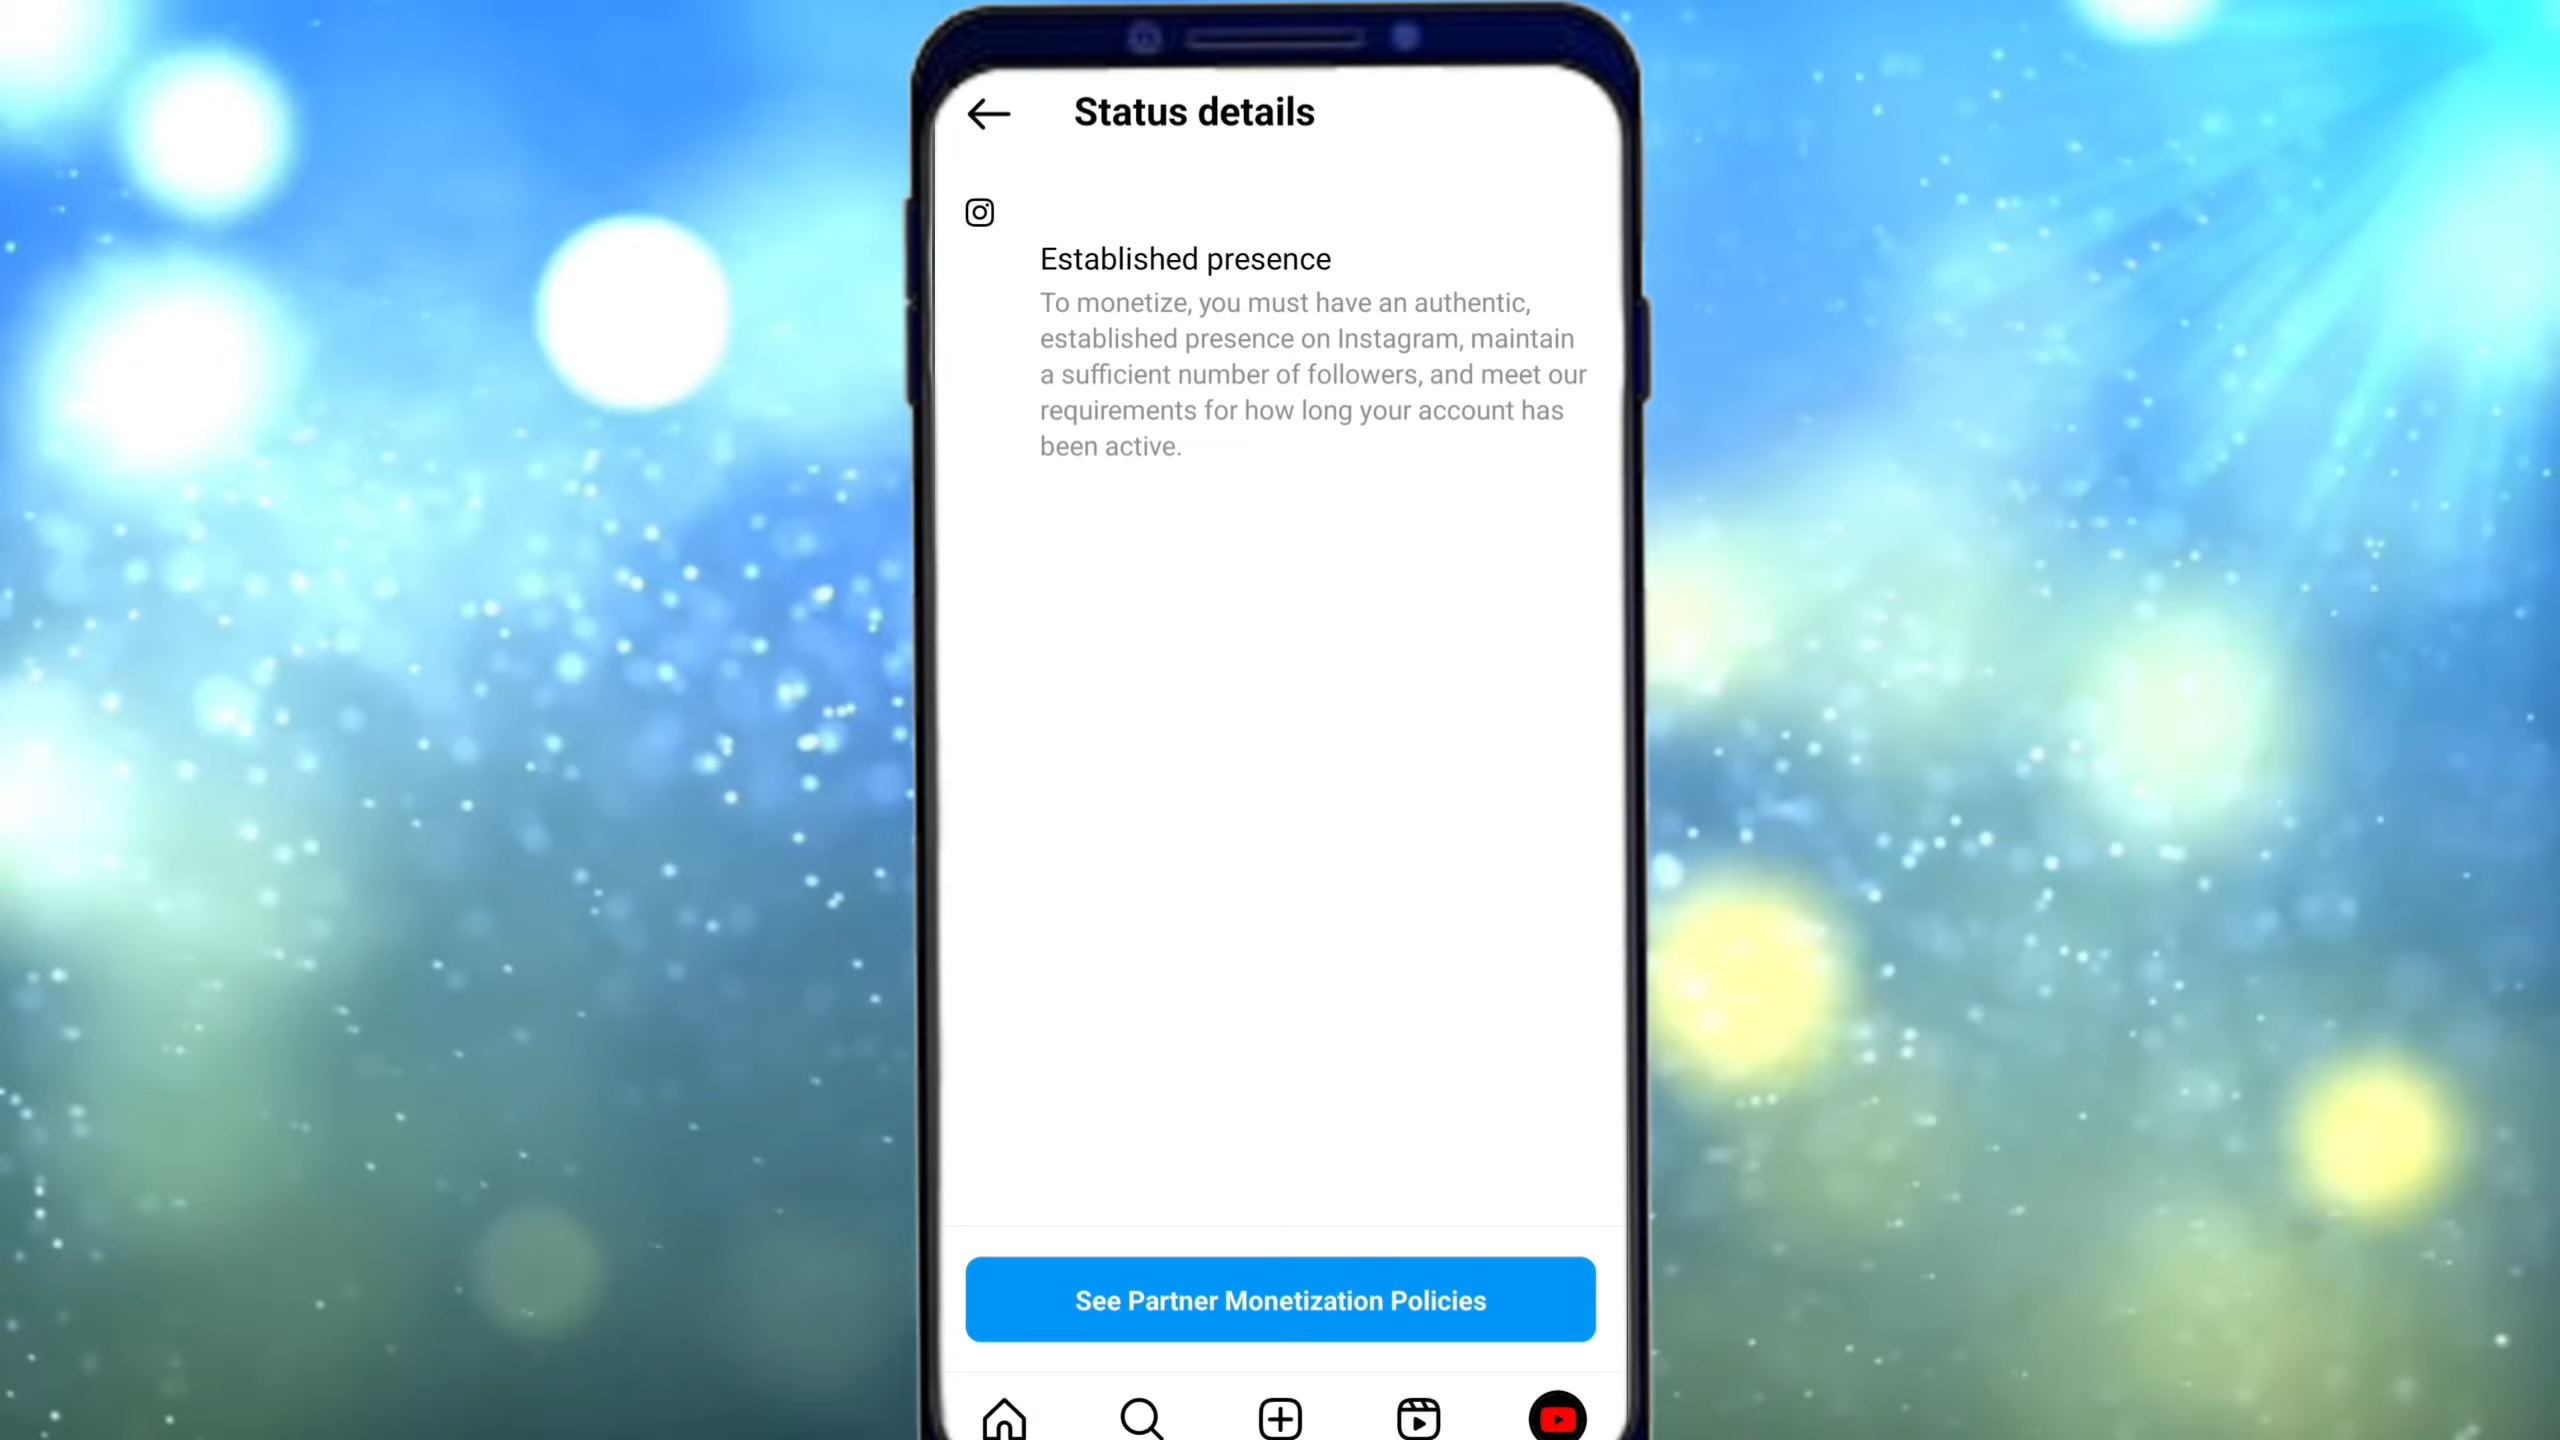 Status details
Established presence
To monetize, you must have an authentic,
established presence on Instagram, maintain
a sufficient number of followers, and meet our
requirements for how long your account has
been active.
See Partner Monetization Policies